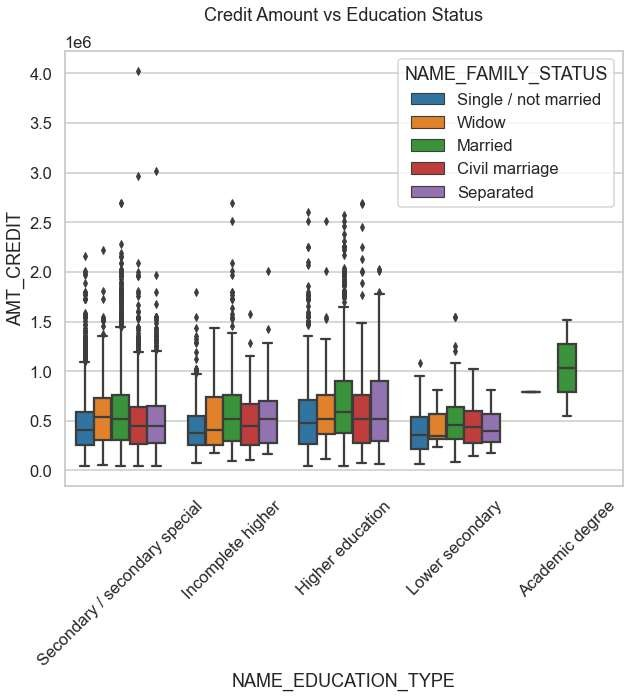 Credit Amount vs Education Status
1e6
4.0
3.5
3.0
2.5
2.0
1.5
1.0
0.5
0.0
AMT_CREDIT
NAME_FAMILY_STATUS
Single / not married
Widow
Married
Civil marriage
Separated
Secondary / secondary special
Incomplete higher
Higher education
Lower secondary
Academic degree
NAME_EDUCATION_TYPE